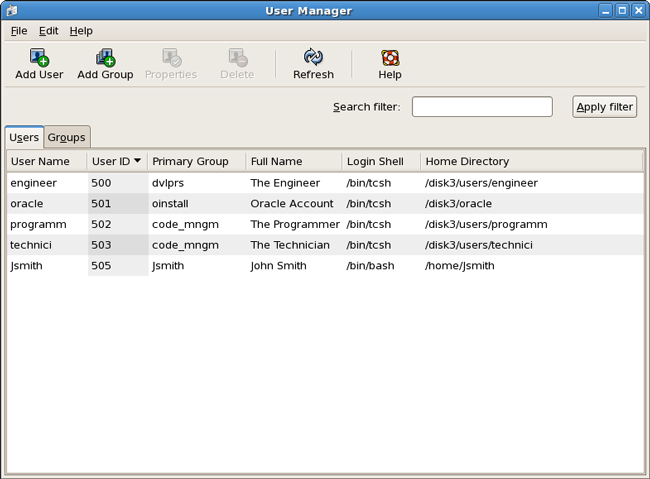 User Manager
File Edit Help
Add User Add Group Properties Delete Refresh Help
Search filter: Apply filter
Users Groups
User Name User ID Primary Group Full Name Login Shell Home Directory
engineer 500 dvlprs The Engineer /bin/tcsh /disk3/users/engineer
oracle 501 oinstall Oracle Account /bin/tcsh /disk3/oracle
programm 502 code_mngm The Programmer /bin/tcsh /disk3/users/programm
technici 503 code_mngm The Technician /bin/tcsh /disk3/users/technici
Jsmith 505 Jsmith John Smith /bin/bash /home/Jsmith